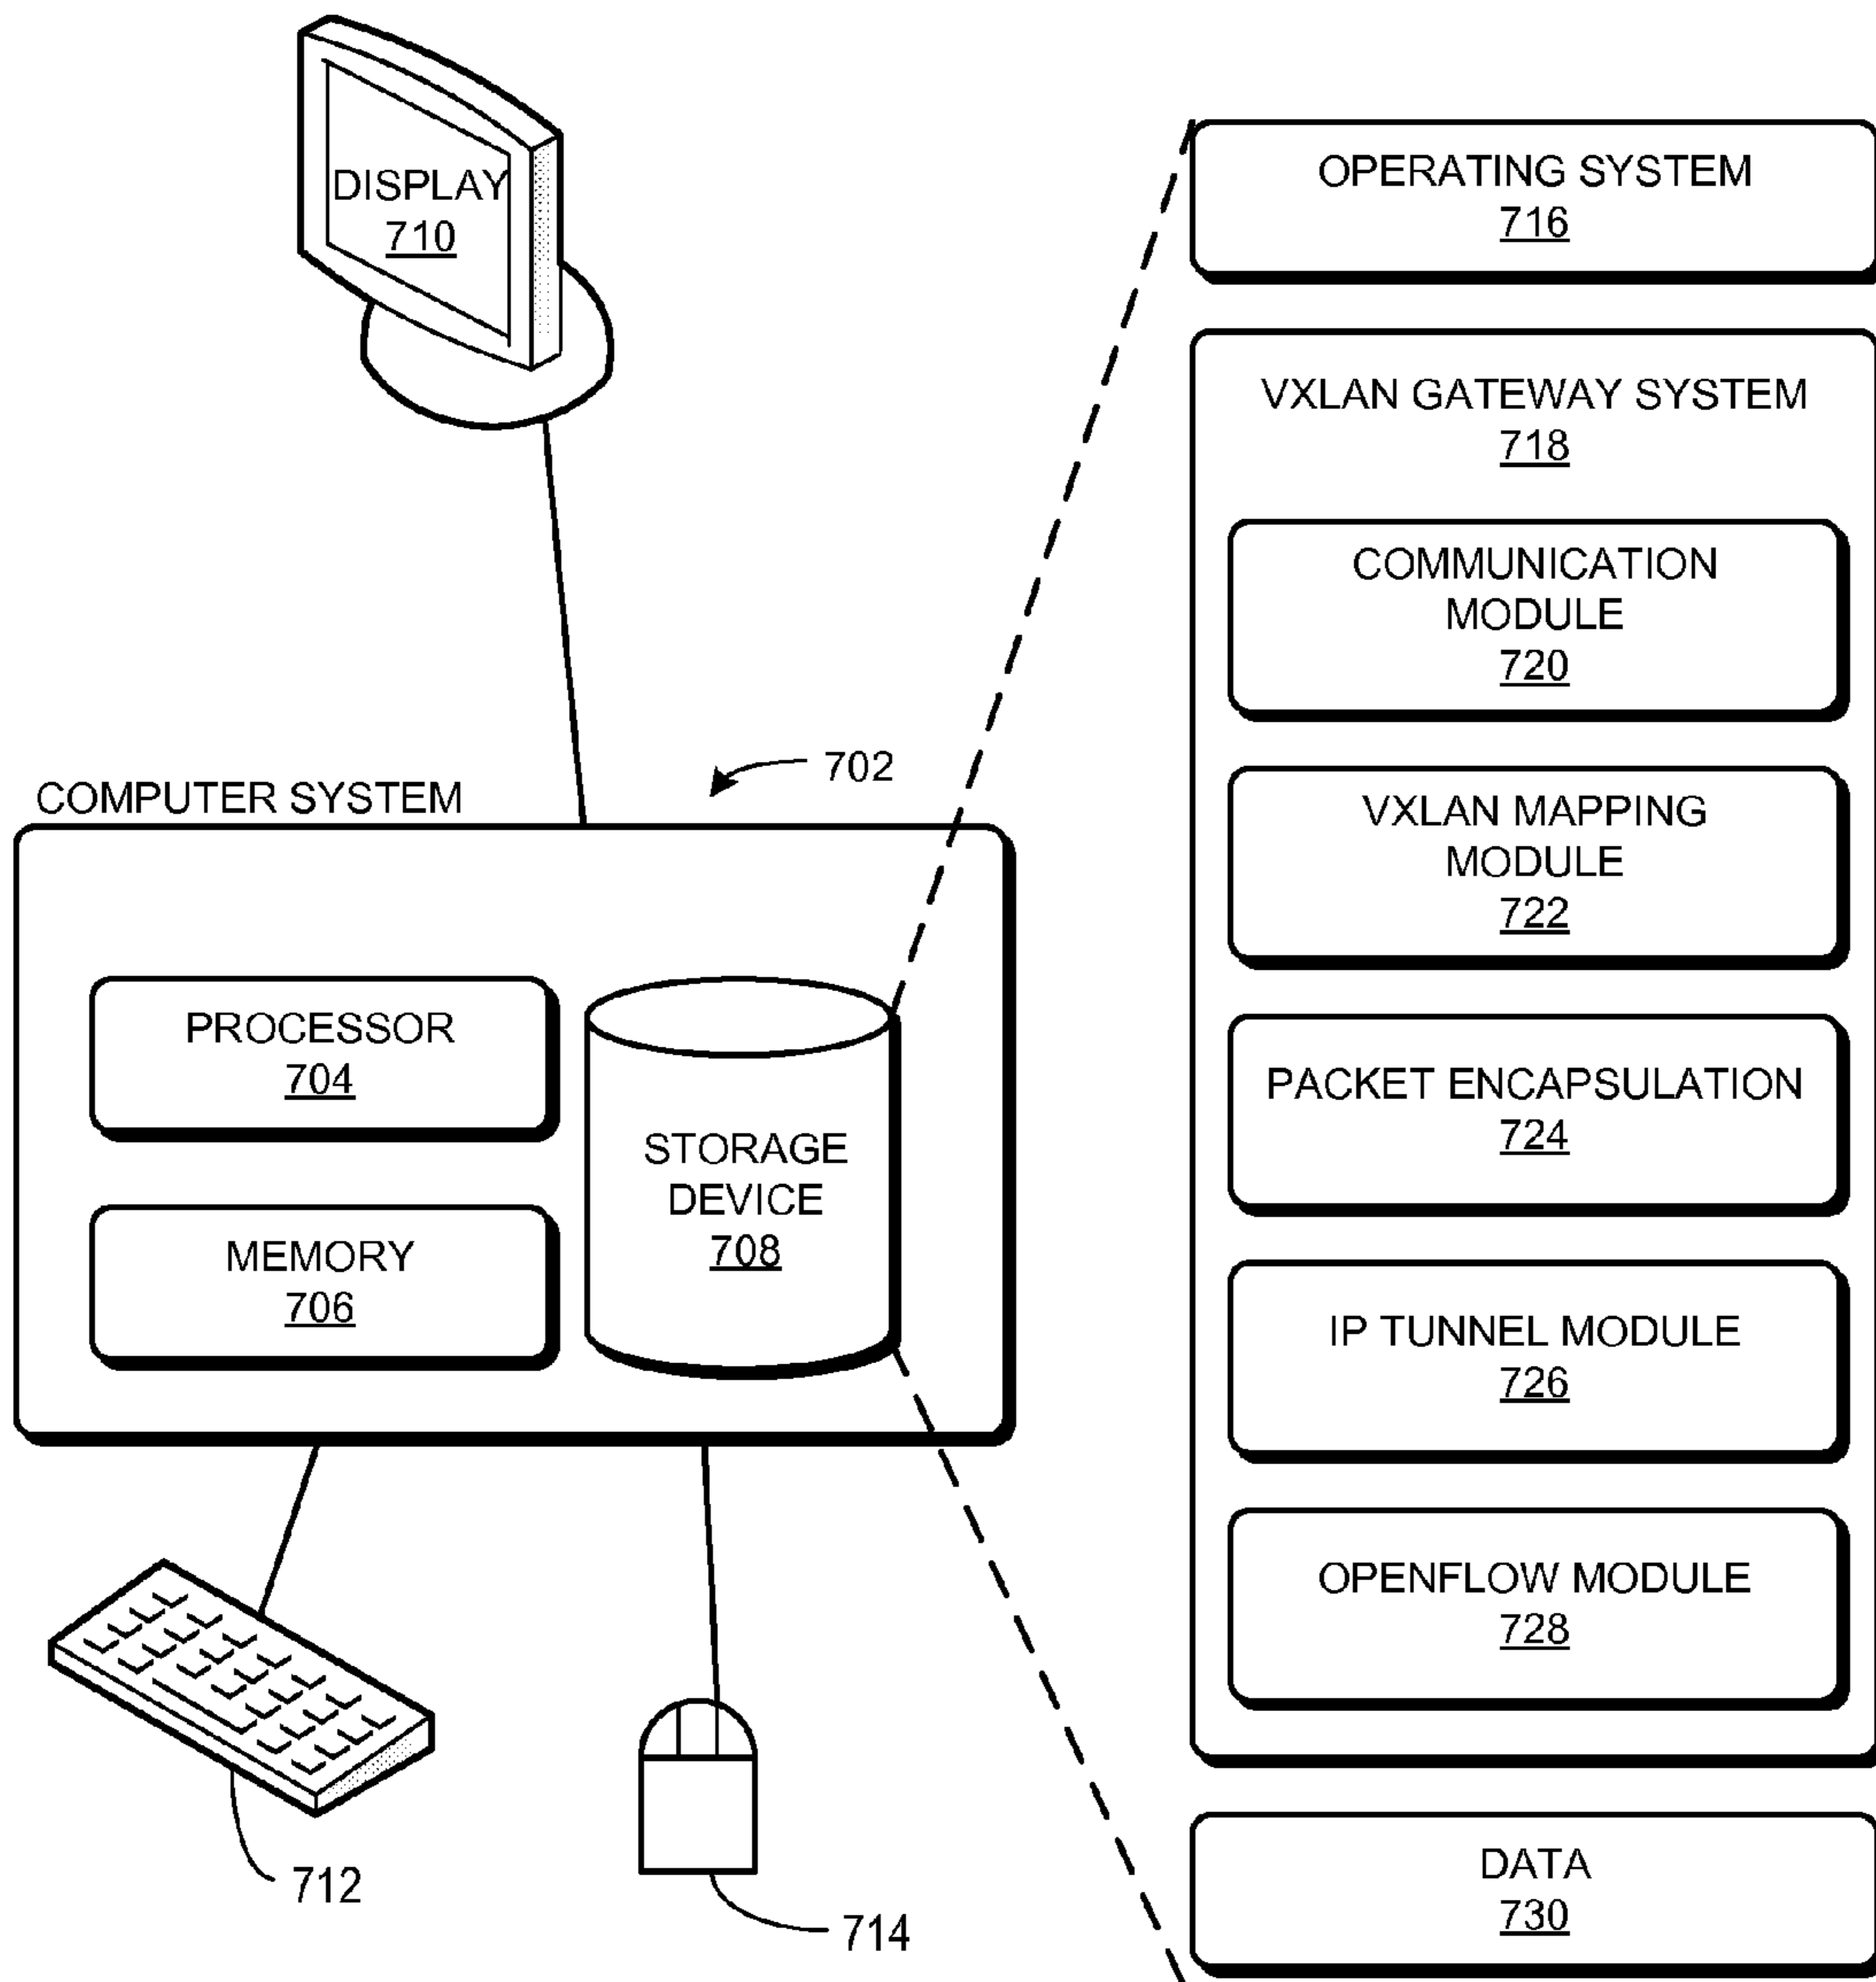 DISPLAY
710
702
COMPUTER SYSTEM
PROCESSOR
704
MEMORY
706
STORAGE
DEVICE
708
712
714
OPERATING SYSTEM
716
VXLAN GATEWAY SYSTEM
718
COMMUNICATION
MODULE
720
VXLAN MAPPING
MODULE
722
PACKET ENCAPSULATION
724
IP TUNNEL MODULE
726
OPENFLOW MODULE
728
DATA
730